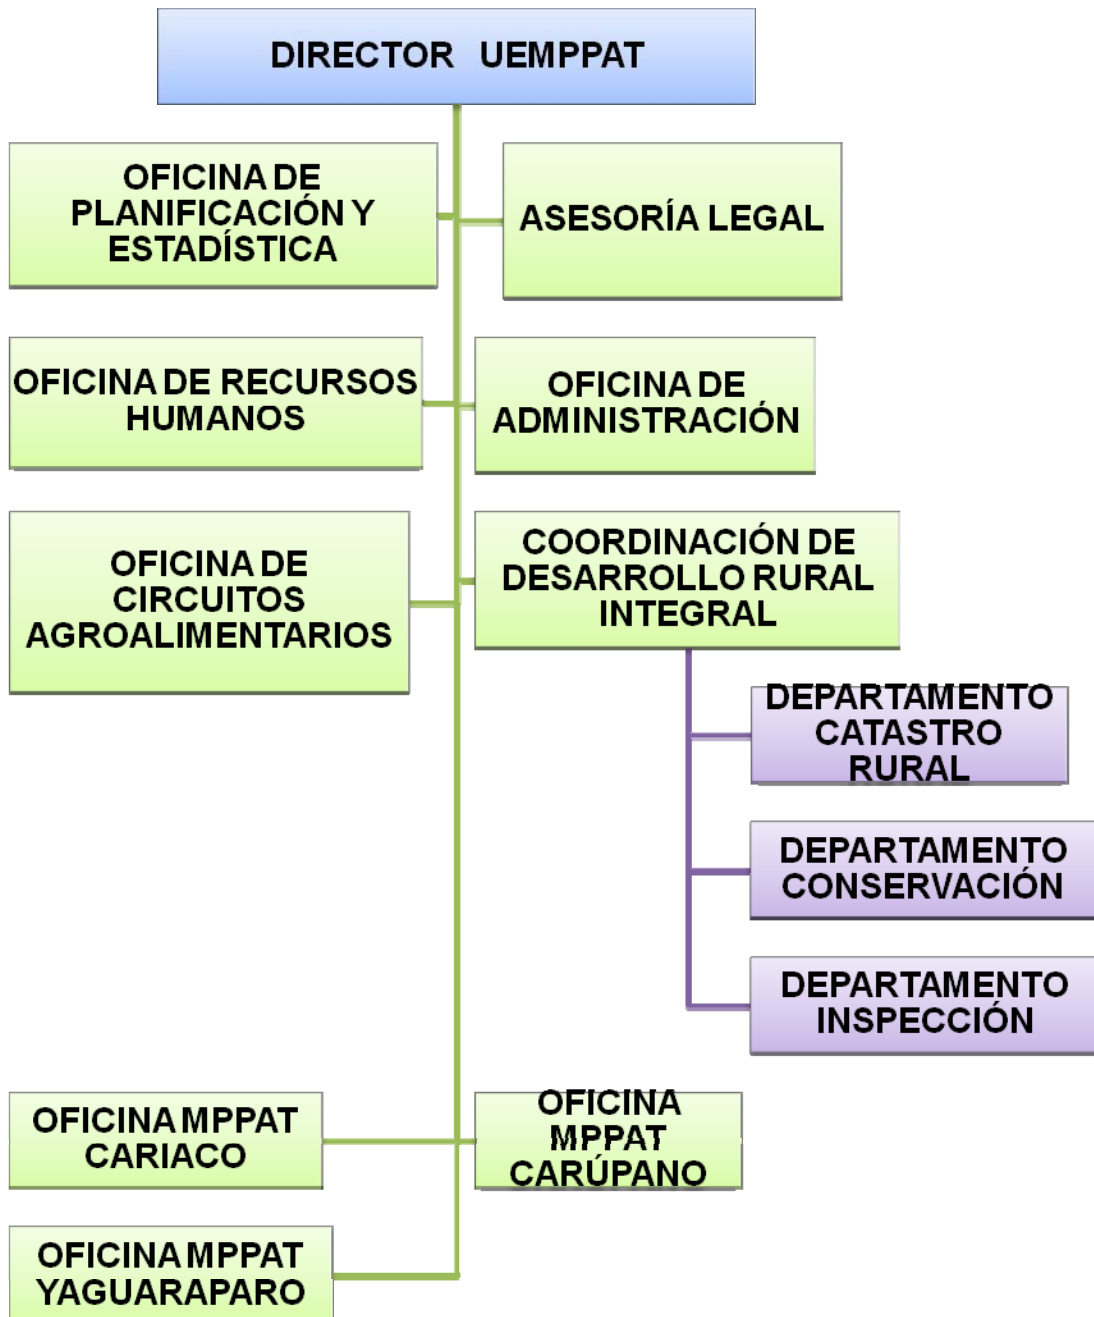 DIRECTOR UEMPPAT
OFICINA DE
PLANIFICACIÓN Y
ESTADÍSTICA
ASESORÍA LEGAL
OFICINA DE RECURSOS
HUMANOS
OFICINA DE
ADMINISTRACIÓN
OFICINA DE
CIRCUITOS
AGROALIMENTARIOS
COORDINACIÓN DE
DESARROLLO RURAL
INTEGRAL
DEPARTAMENTO
CATASTRO
RURAL
DEPARTAMENTO
CONSERVACIÓN
DEPARTAMENTO
INSPECCIÓN
OFICINA MPPAT
CARIACO
OFICINA
MPPAT
CARÚPANO
OFICINA MPPAT
YAGUARAPARO